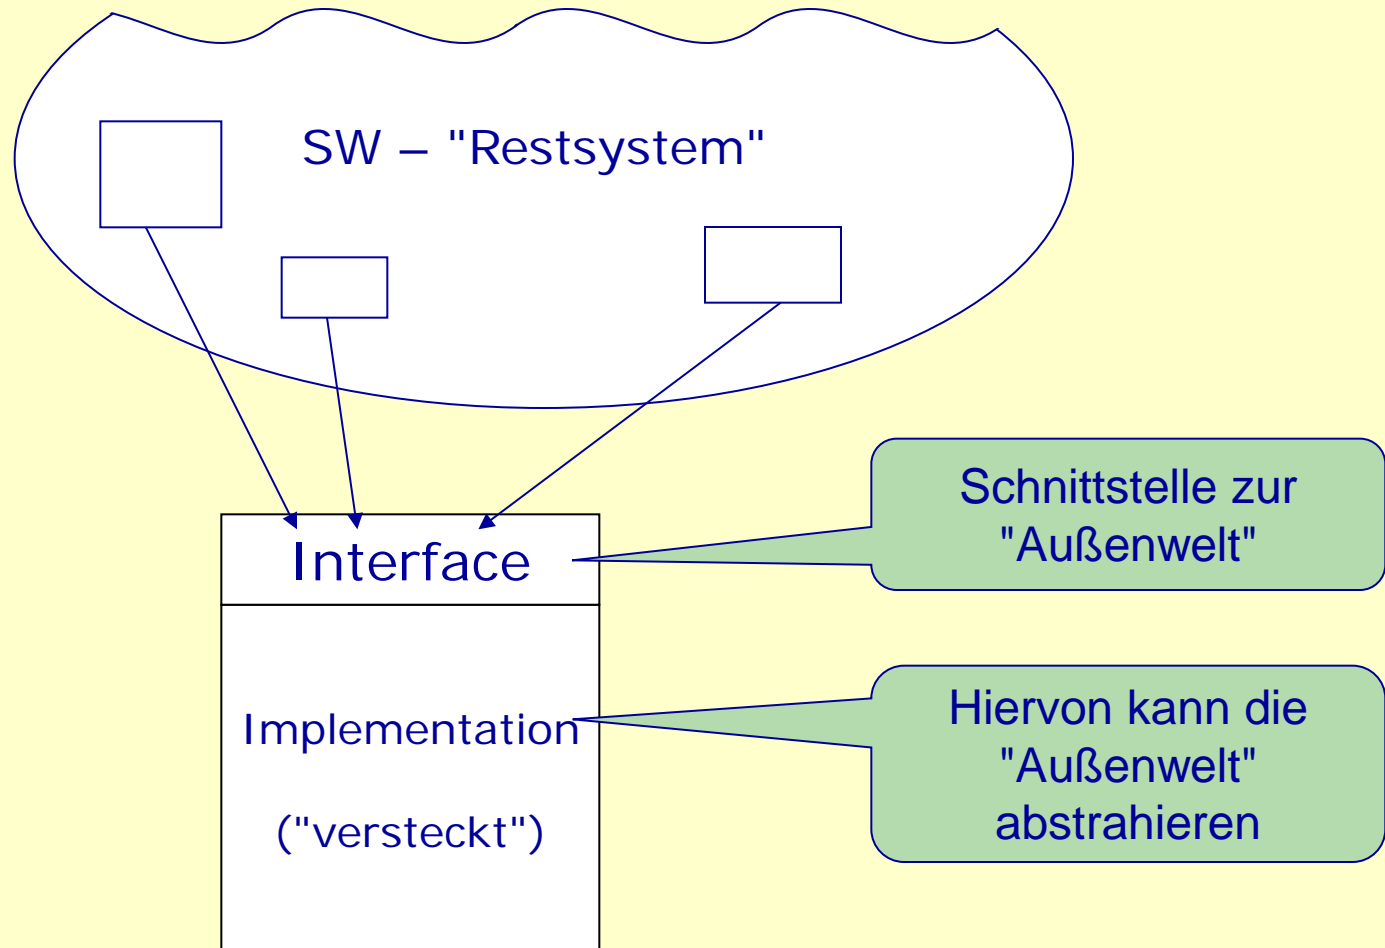 SW – "Restsystem"
Interface
Schnittstelle zur
"Außenwelt"
Implementation
("versteckt")
Hiervon kann die
"Außenwelt"
abstrahieren